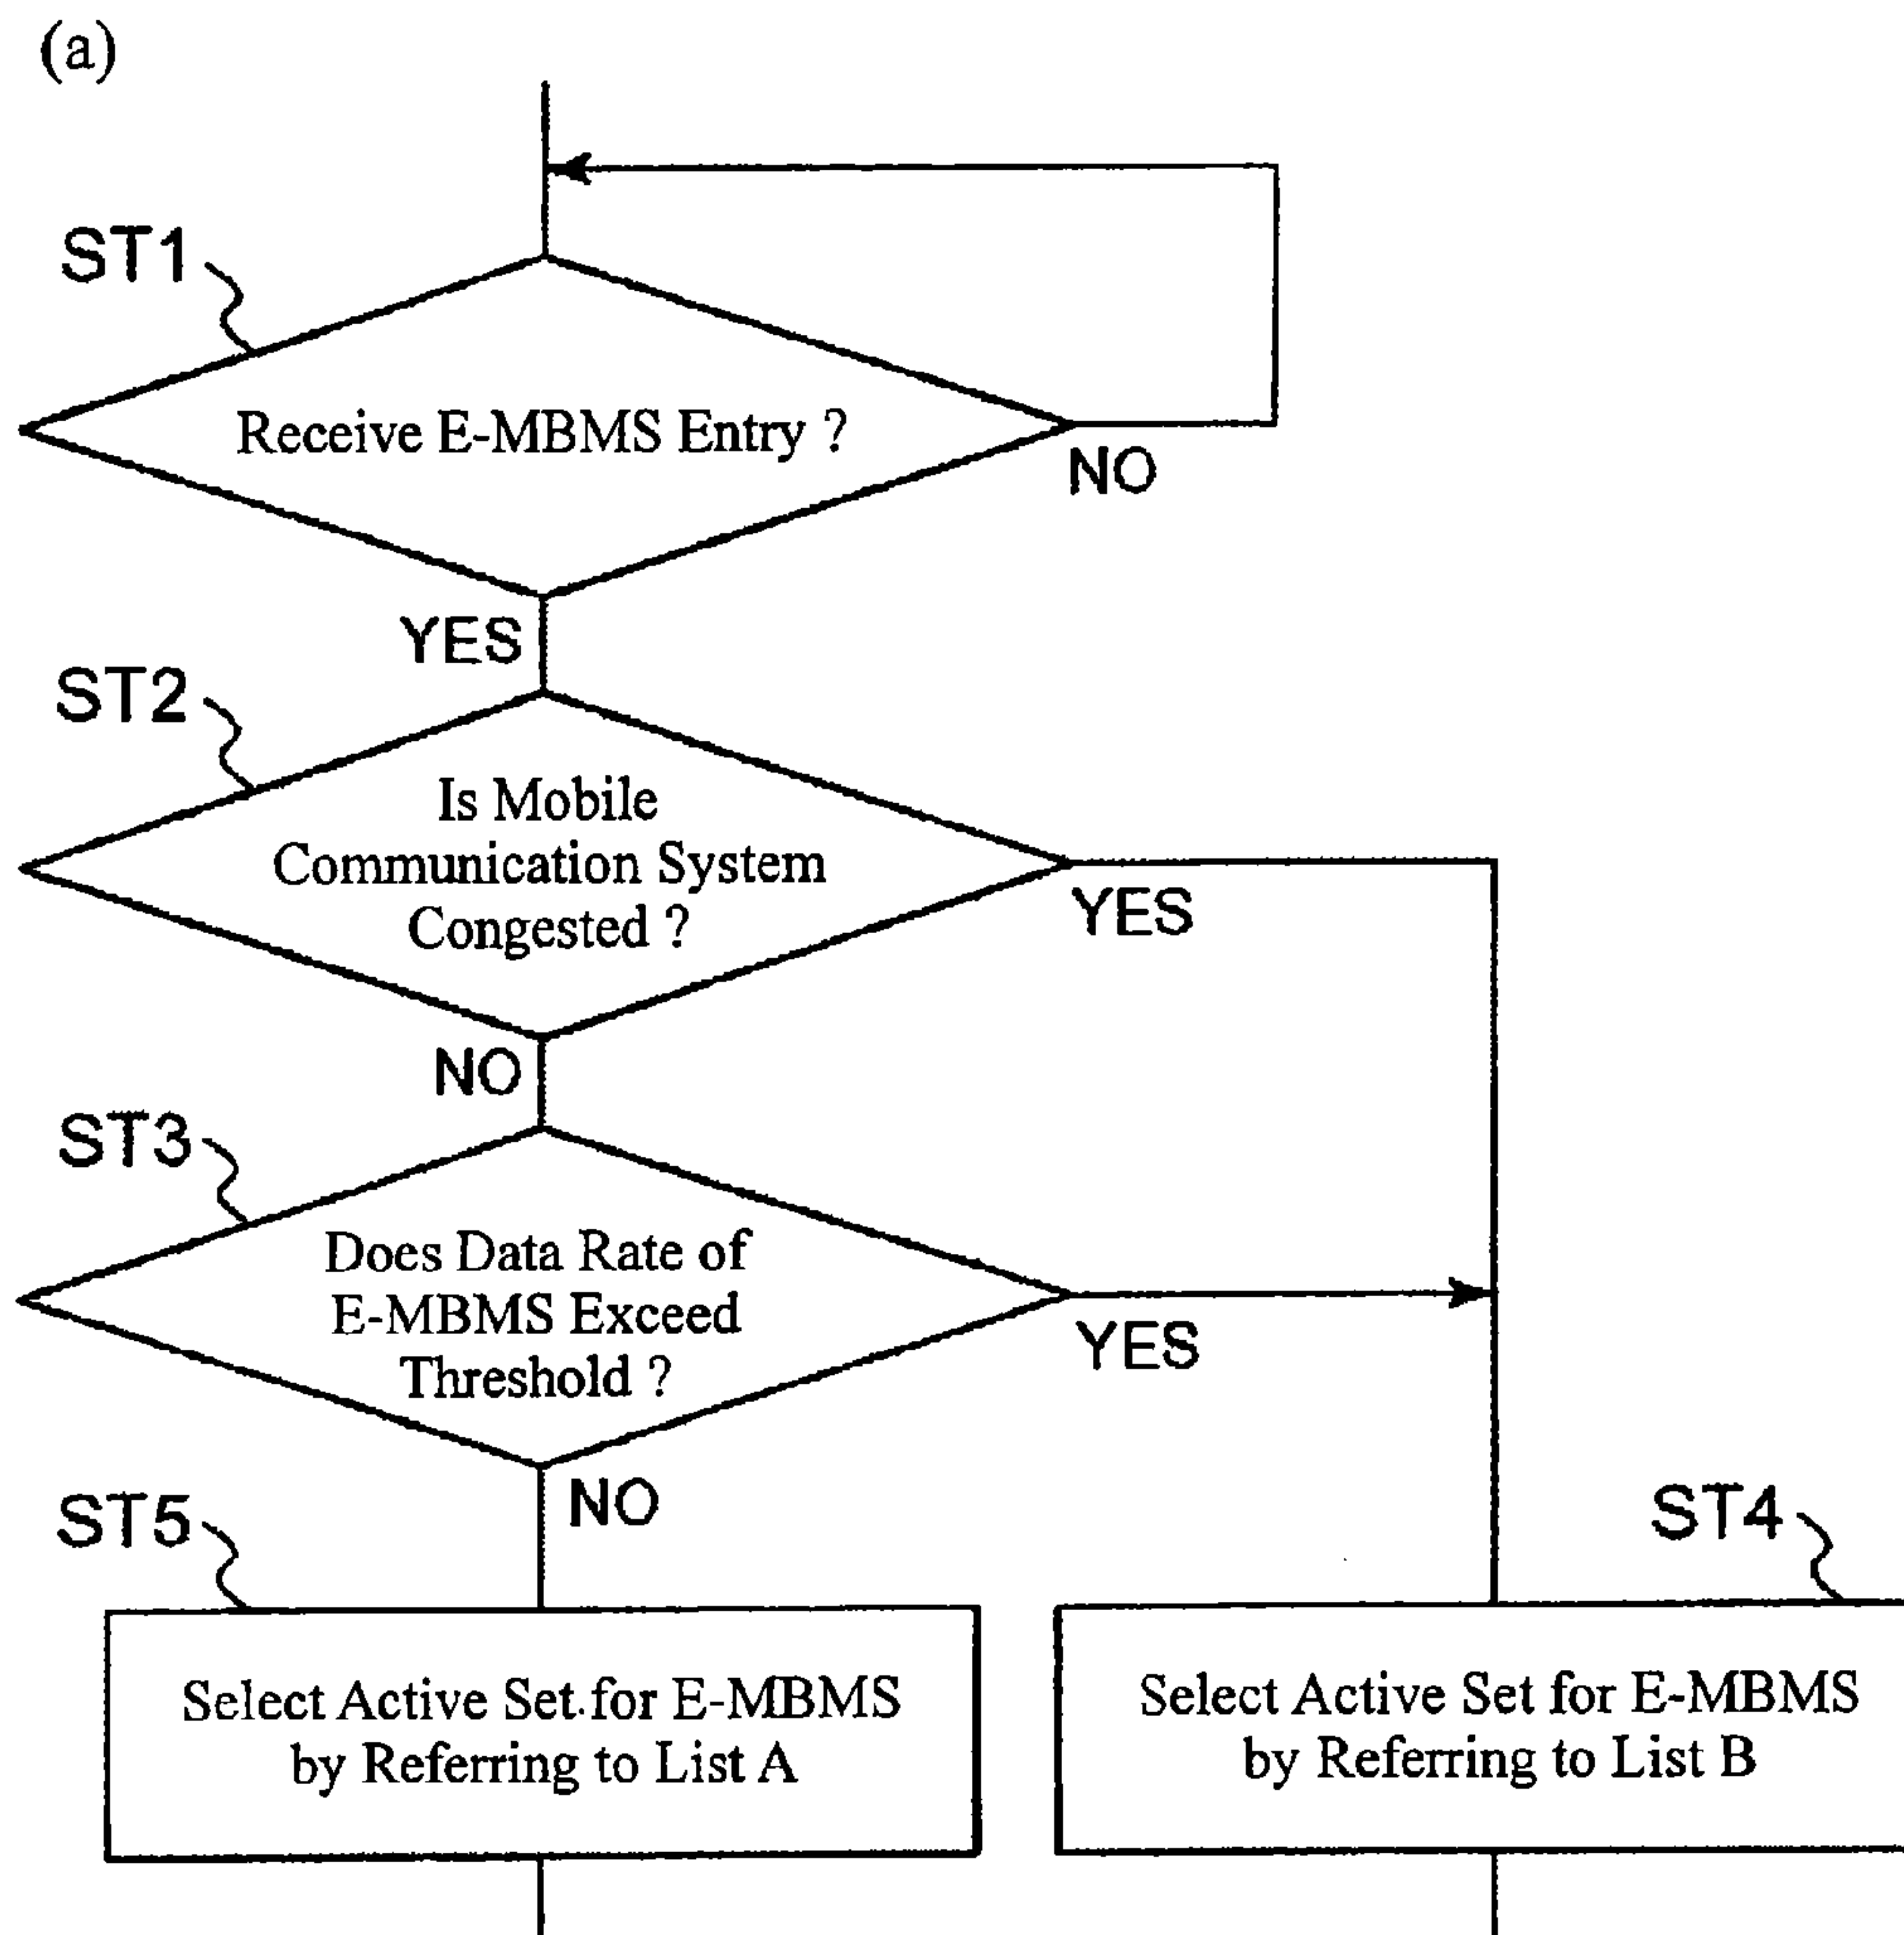 (a)
ST1
Receive E-MBMS Entry ?
NO
YES
ST2
Is Mobile
Communication System
Congested ?
YES
NO
ST3
Does Data Rate of
E-MBMS Exceed
Threshold ?
YES
NO
ST5
ST4
Select Active Set for E-MBMS
by Referring to List A
Select Active Set for E-MBMS
by Referring to List B